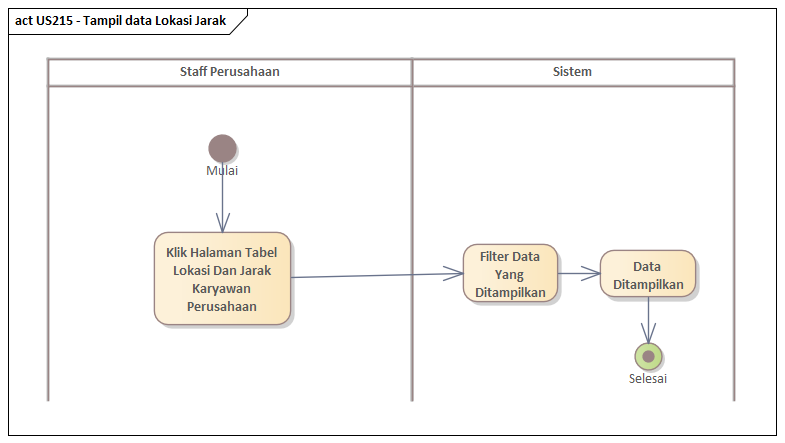 act US215 - Tampil data Lokasi Jarak
Staff Perusahaan
Sistem
Mulai
Klik Halaman Tabel
Lokasi Dan Jarak
Karyawan
Perusahaan
Filter Data
Yang
Ditampilkan
Data
Ditampilkan
Selesai